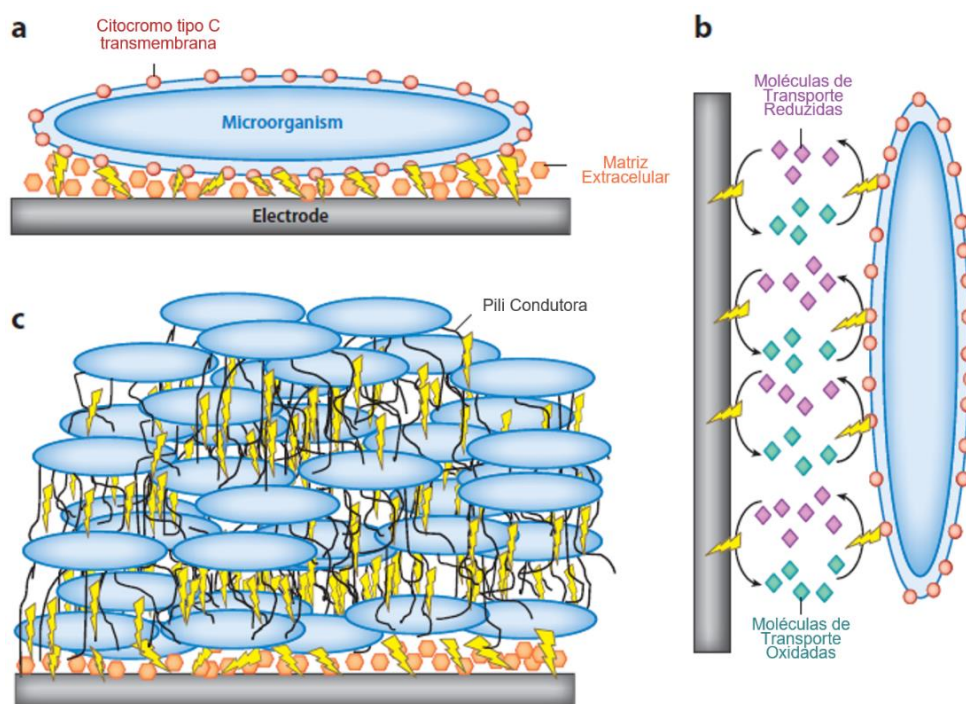 a
Citocromo tipo C
transmembrana
Microorganism
Matriz
Extracelular
Electrode
b
Moléculas de
Transporte
Reduzidas
Moléculas de
Transporte
Oxidadas
c
Pili Condutora